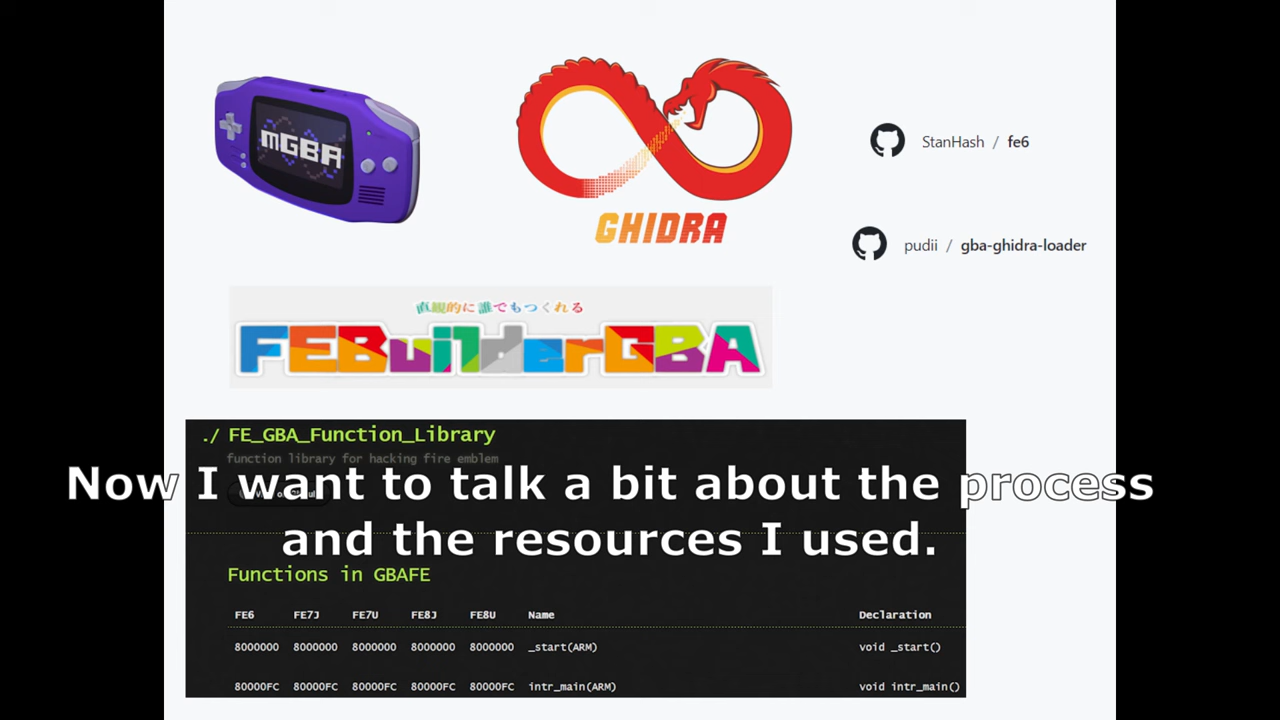 mGBA
GHIDRA
StanHash / fe6
pudii / gba-ghidra-loader
直観的に誰でもつくれる
FEBuilderGBA
./ FE_GBA_Function_Library
function library for hacking fire emblem
Now I want to talk a bit about the process
and the resources I used.
Functions in GBAFE
FE6 FE7J FE7U FE8J FE8U Name Declaration
8000000 8000000 8000000 8000000 8000000 _start(ARM) void _start()
80000FC 80000FC 80000FC 80000FC 80000FC intr_main(ARM) void intr_main()